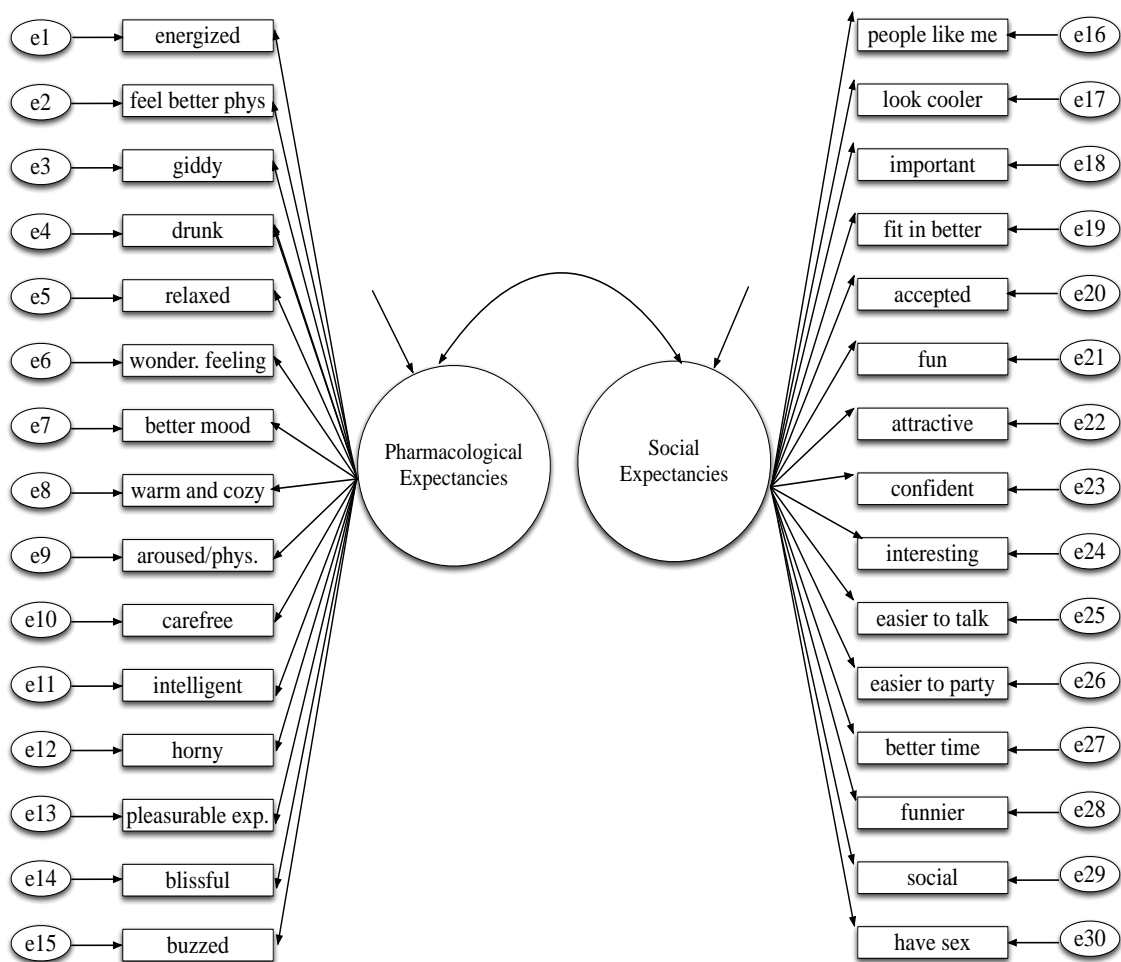 e1 energized
e2 feel better phys
e3 giddy
e4 drunk
e5 relaxed
e6 wonder. feeling
e7 better mood
e8 warm and cozy
e9 aroused/phys.
e10 carefree
e11 intelligent
e12 horny
e13 pleasurable exp.
e14 blissful
e15 buzzed
Pharmacological
Expectancies
Social
Expectancies
people like me e16
look cooler e17
important e18
fit in better e19
accepted e20
fun e21
attractive e22
confident e23
interesting e24
easier to talk e25
easier to party e26
better time e27
funnier e28
social e29
have sex e30